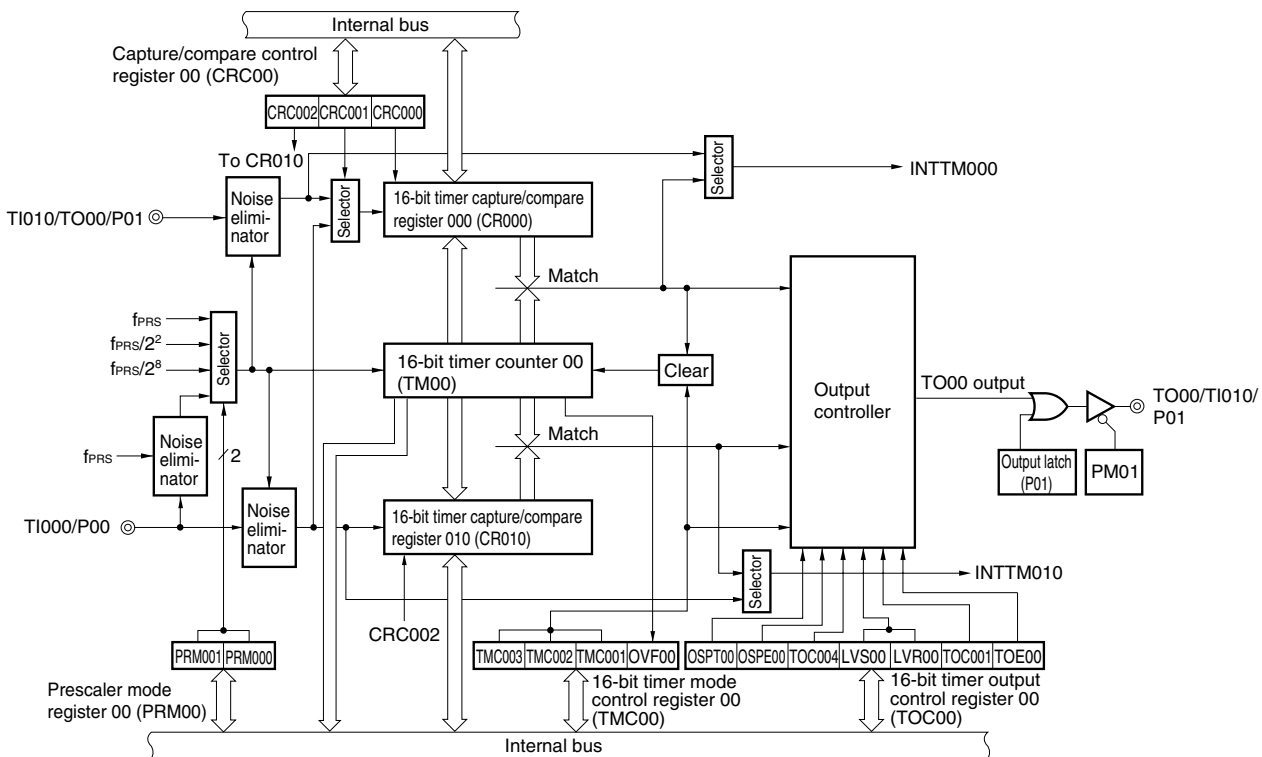 Internal bus
Capture/compare control
register 00 (CRC00)
CRC002 CRC001 CRC000
To CR010
Selector
INTTM000
TI010/TO00/P01
Noise
elimi-
nator
Selector
16-bit timer capture/compare
register 000 (CR000)
Match
fPRS
fPRS/2²
fPRS/2⁸
Selector
16-bit timer counter 00
(TM00)
Clear
Output
controller
TO00 output
TO00/TI010/
P01
Output latch
(P01)
PM01
fPRS
Noise
elimi-
nator
2
Match
TI000/P00
Noise
elimi-
nator
16-bit timer capture/compare
register 010 (CR010)
Selector
INTTM010
CRC002
PRM001 PRM000
TMC003 TMC002 TMC001 OVF00
OSPT00 OSPE00 TOC004 LVS00 LVR00 TOC001 TOE00
Prescaler mode
register 00 (PRM00)
16-bit timer mode
control register 00
(TMC00)
16-bit timer output
control register 00
(TOC00)
Internal bus